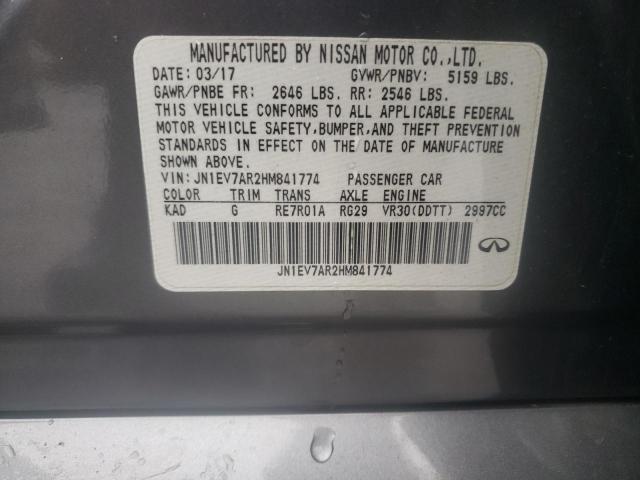 MANUFACTURED BY NISSAN MOTOR CO.,LTD.
DATE: 03/17 GVWR/PNBV: 5159 LBS.
GAWR/PNBE FR: 2646 LBS. RR: 2546 LBS.
THIS VEHICLE CONFORMS TO ALL APPLICABLE FEDERAL
MOTOR VEHICLE SAFETY,BUMPER,AND THEFT PREVENTION
STANDARDS IN EFFECT ON THE DATE OF MANUFACTURE
SHOWN ABOVE.
VIN: JN1EV7AR2HM841774 PASSENGER CAR
COLOR TRIM TRANS AXLE ENGINE
KAD G RE7R01A RG29 VR30(DDTT) 2997CC
JN1EV7AR2HM841774